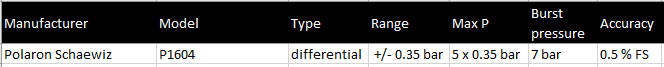 Manufacturer Model Type Range Max P Burst pressure Accuracy
Polaron Schaewiz P1604 differential +/- 0.35 bar 5 x 0.35 bar 7 bar 0.5 % FS